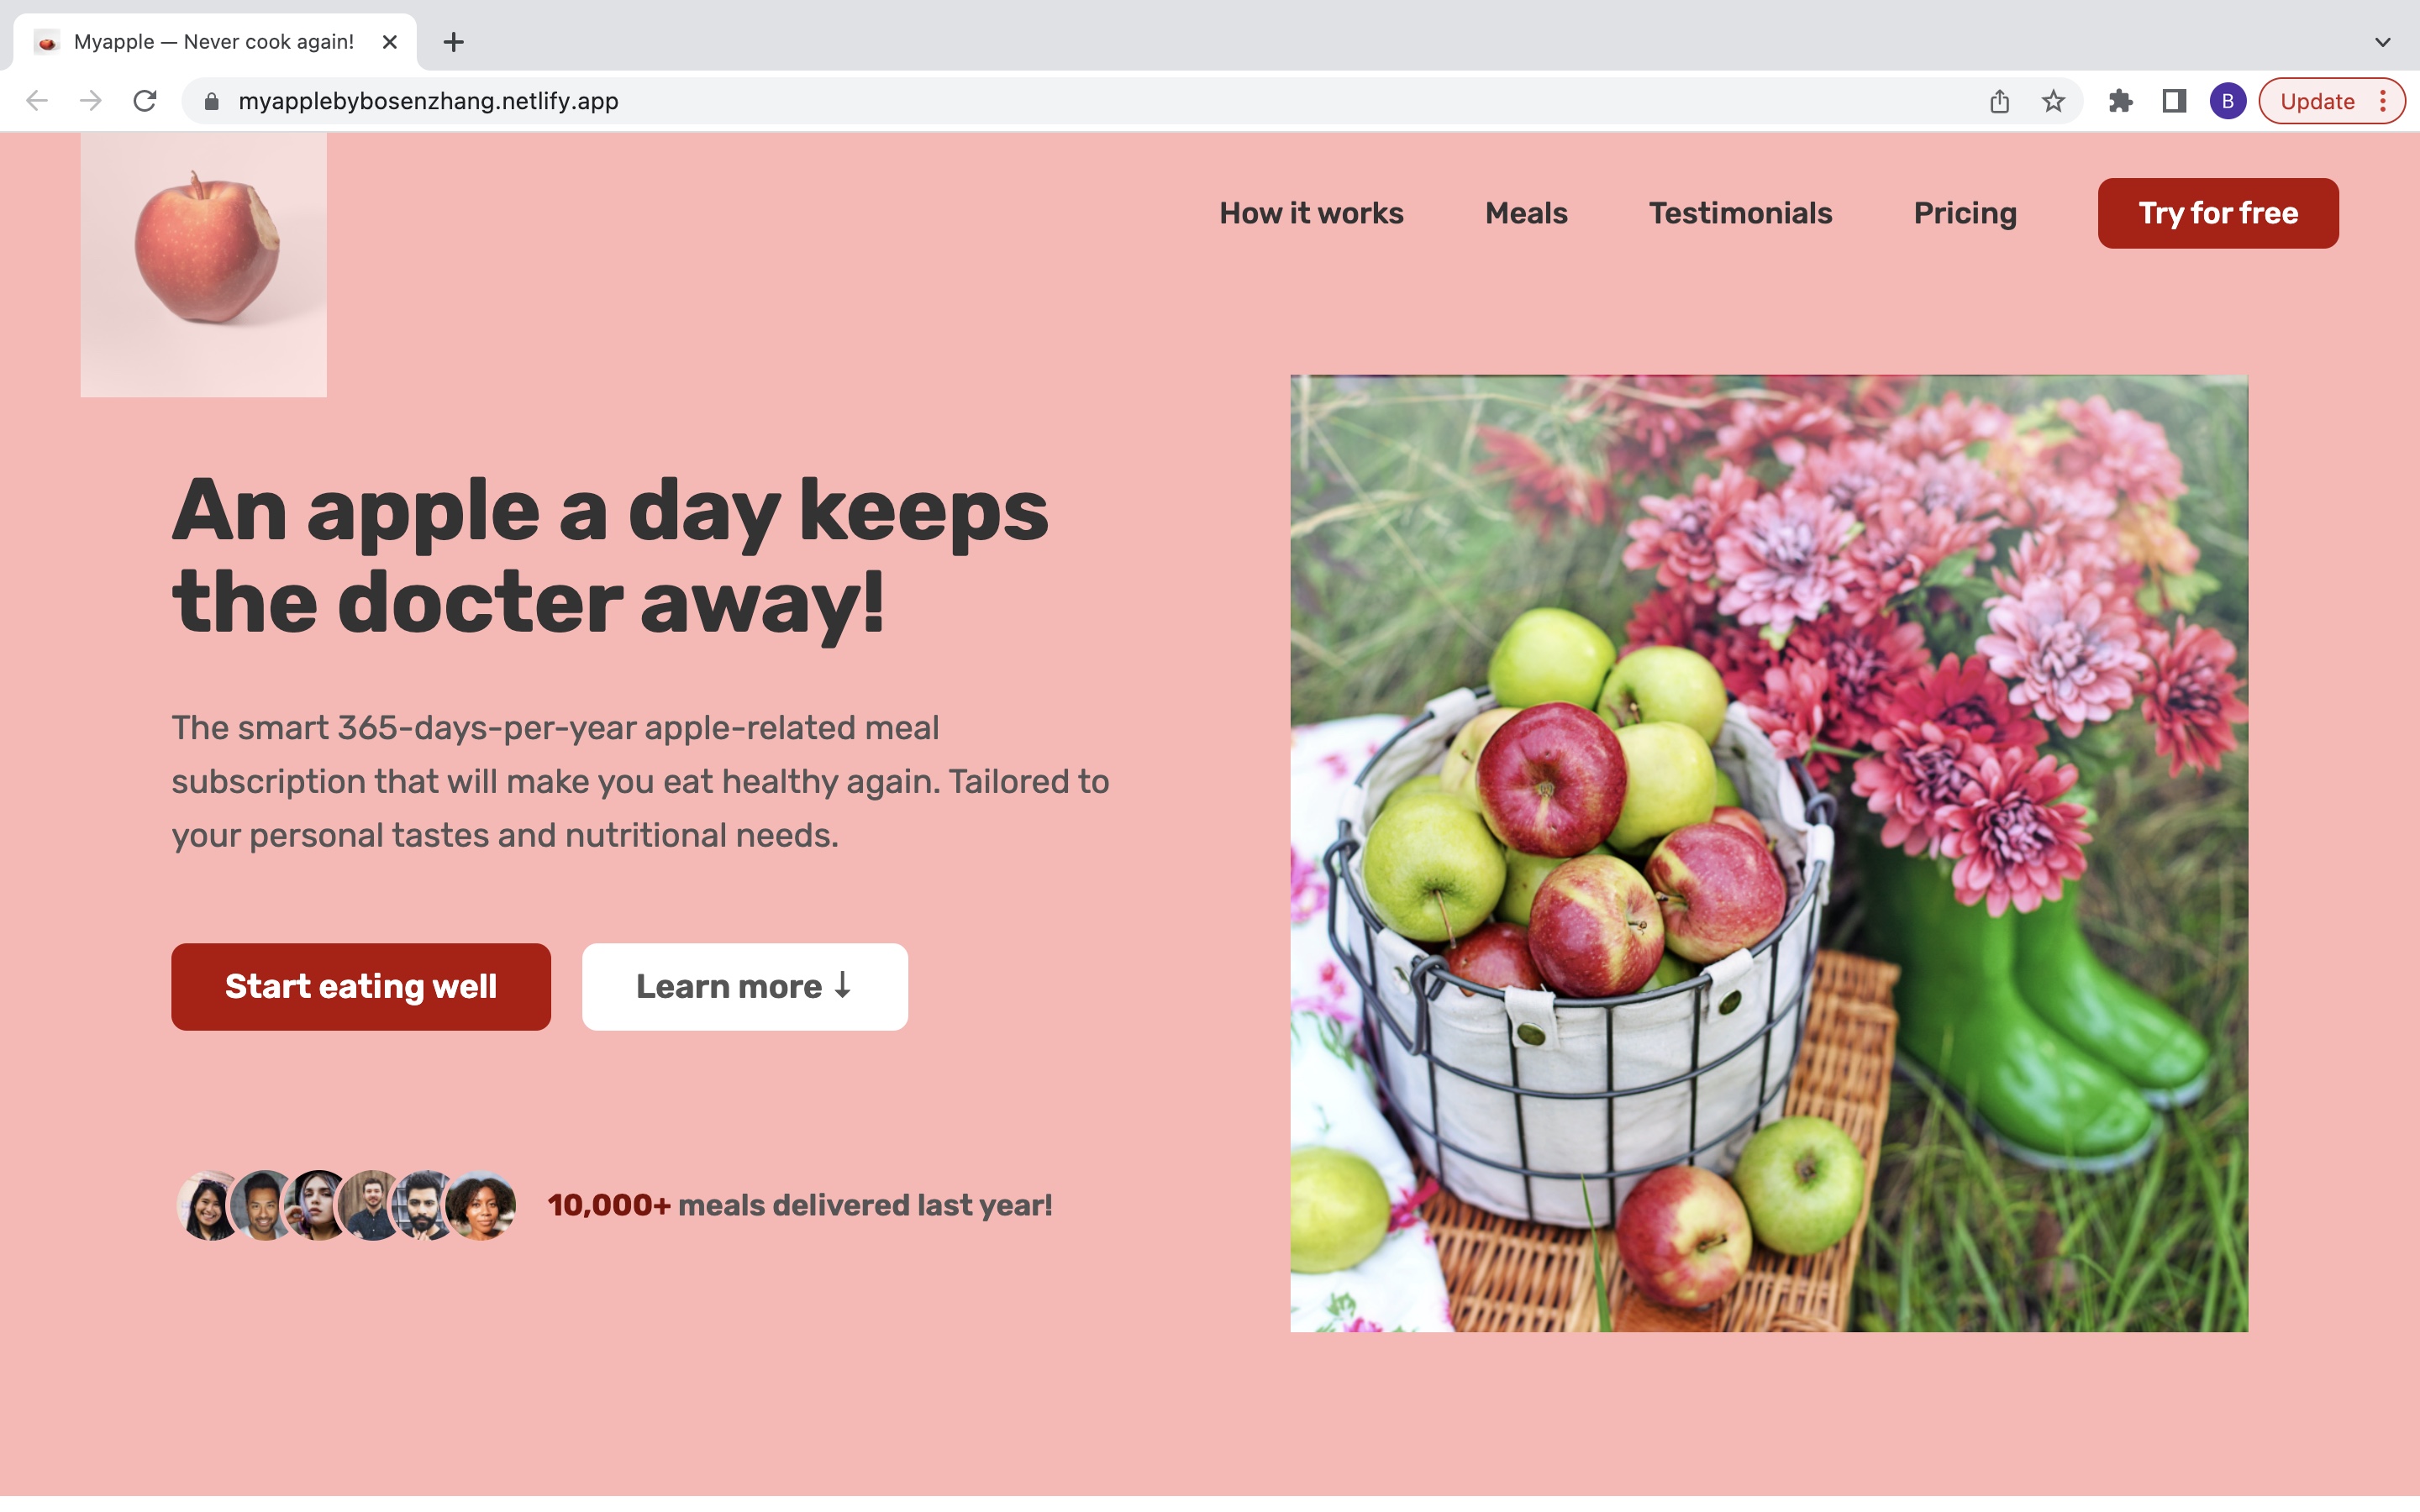 Myapple — Never cook again!
myapplebybosenzhang.netlify.app
B
Update
How it works
Meals
Testimonials
Pricing
Try for free
An apple a day keeps
the docter away!
The smart 365-days-per-year apple-related meal
subscription that will make you eat healthy again. Tailored to
your personal tastes and nutritional needs.
Start eating well
Learn more ↓
10,000+ meals delivered last year!